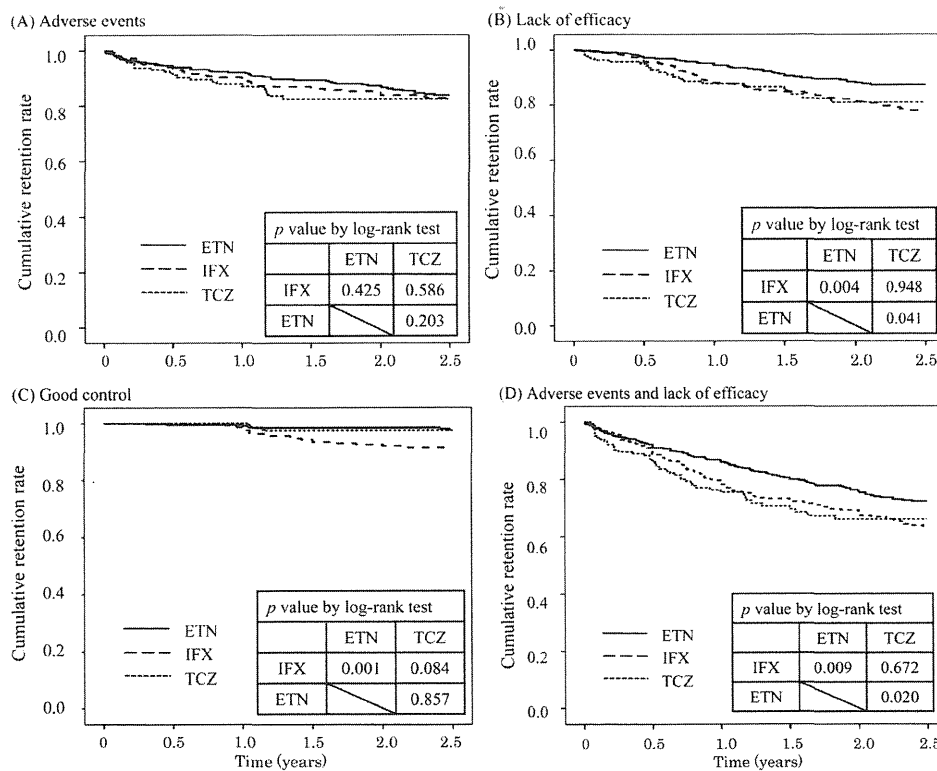 (A) Adverse events
Cumulative retention rate
1.0
0.8
0.6
0.4
0.2
0.0
ETN
IFX
TCZ
p value by log-rank test
ETN TCZ
IFX 0.425 0.586
ETN 0.203
0 0.5 1.0 1.5 2.0 2.5
(B) Lack of efficacy
Cumulative retention rate
1.0
0.8
0.6
0.4
0.2
0.0
ETN
IFX
TCZ
p value by log-rank test
ETN TCZ
IFX 0.004 0.948
ETN 0.041
0 0.5 1.0 1.5 2.0 2.5
(C) Good control
Cumulative retention rate
1.0
0.8
0.6
0.4
0.2
0.0
ETN
IFX
TCZ
p value by log-rank test
ETN TCZ
IFX 0.001 0.084
ETN 0.857
0 0.5 1.0 1.5 2.0 2.5
Time (years)
(D) Adverse events and lack of efficacy
Cumulative retention rate
1.0
0.8
0.6
0.4
0.2
0.0
ETN
IFX
TCZ
p value by log-rank test
ETN TCZ
IFX 0.009 0.672
ETN 0.020
0 0.5 1.0 1.5 2.0 2.5
Time (years)